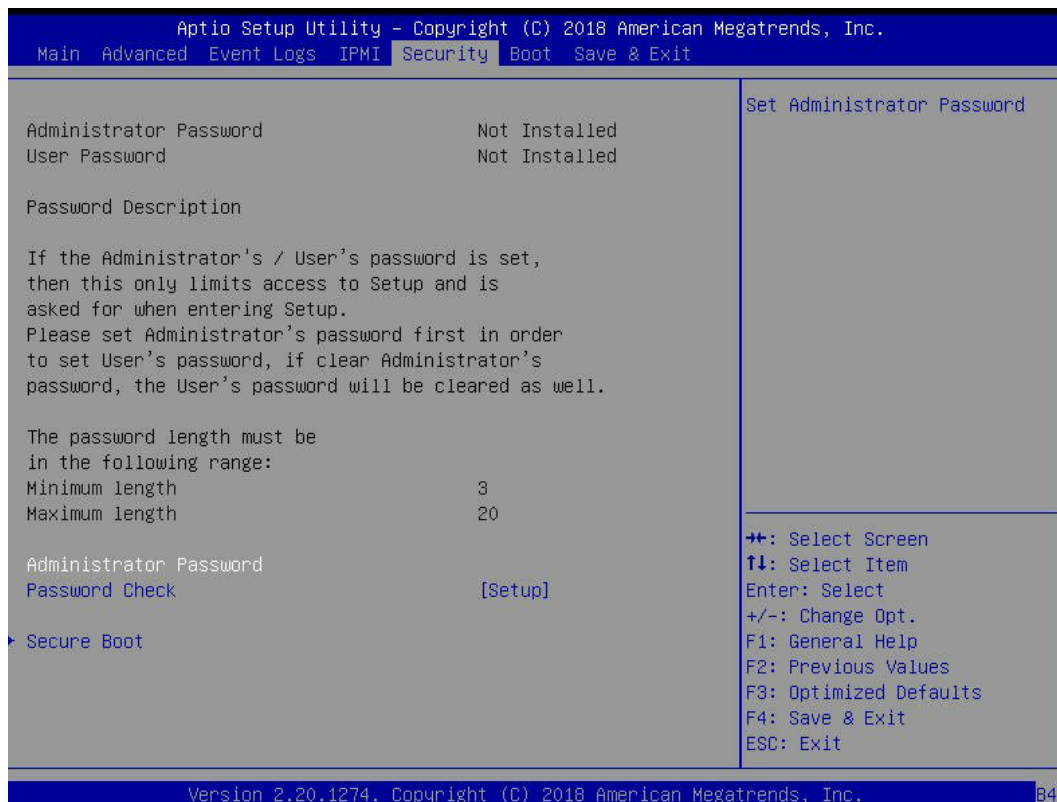 Aptio Setup Utility – Copyright (C) 2018 American Megatrends, Inc.
Main Advanced Event Logs IPMI Security Boot Save & Exit
Administrator Password Not Installed
User Password Not Installed
Password Description
If the Administrator's / User's password is set,
then this only limits access to Setup and is
asked for when entering Setup.
Please set Administrator's password first in order
to set User's password, if clear Administrator's
password, the User's password will be cleared as well.
The password length must be
in the following range:
Minimum length 3
Maximum length 20
Administrator Password
Password Check [Setup]
Secure Boot
Set Administrator Password
→←: Select Screen
↑↓: Select Item
Enter: Select
+/-: Change Opt.
F1: General Help
F2: Previous Values
F3: Optimized Defaults
F4: Save & Exit
ESC: Exit
Version 2.20.1274. Copyright (C) 2018 American Megatrends, Inc.
B4